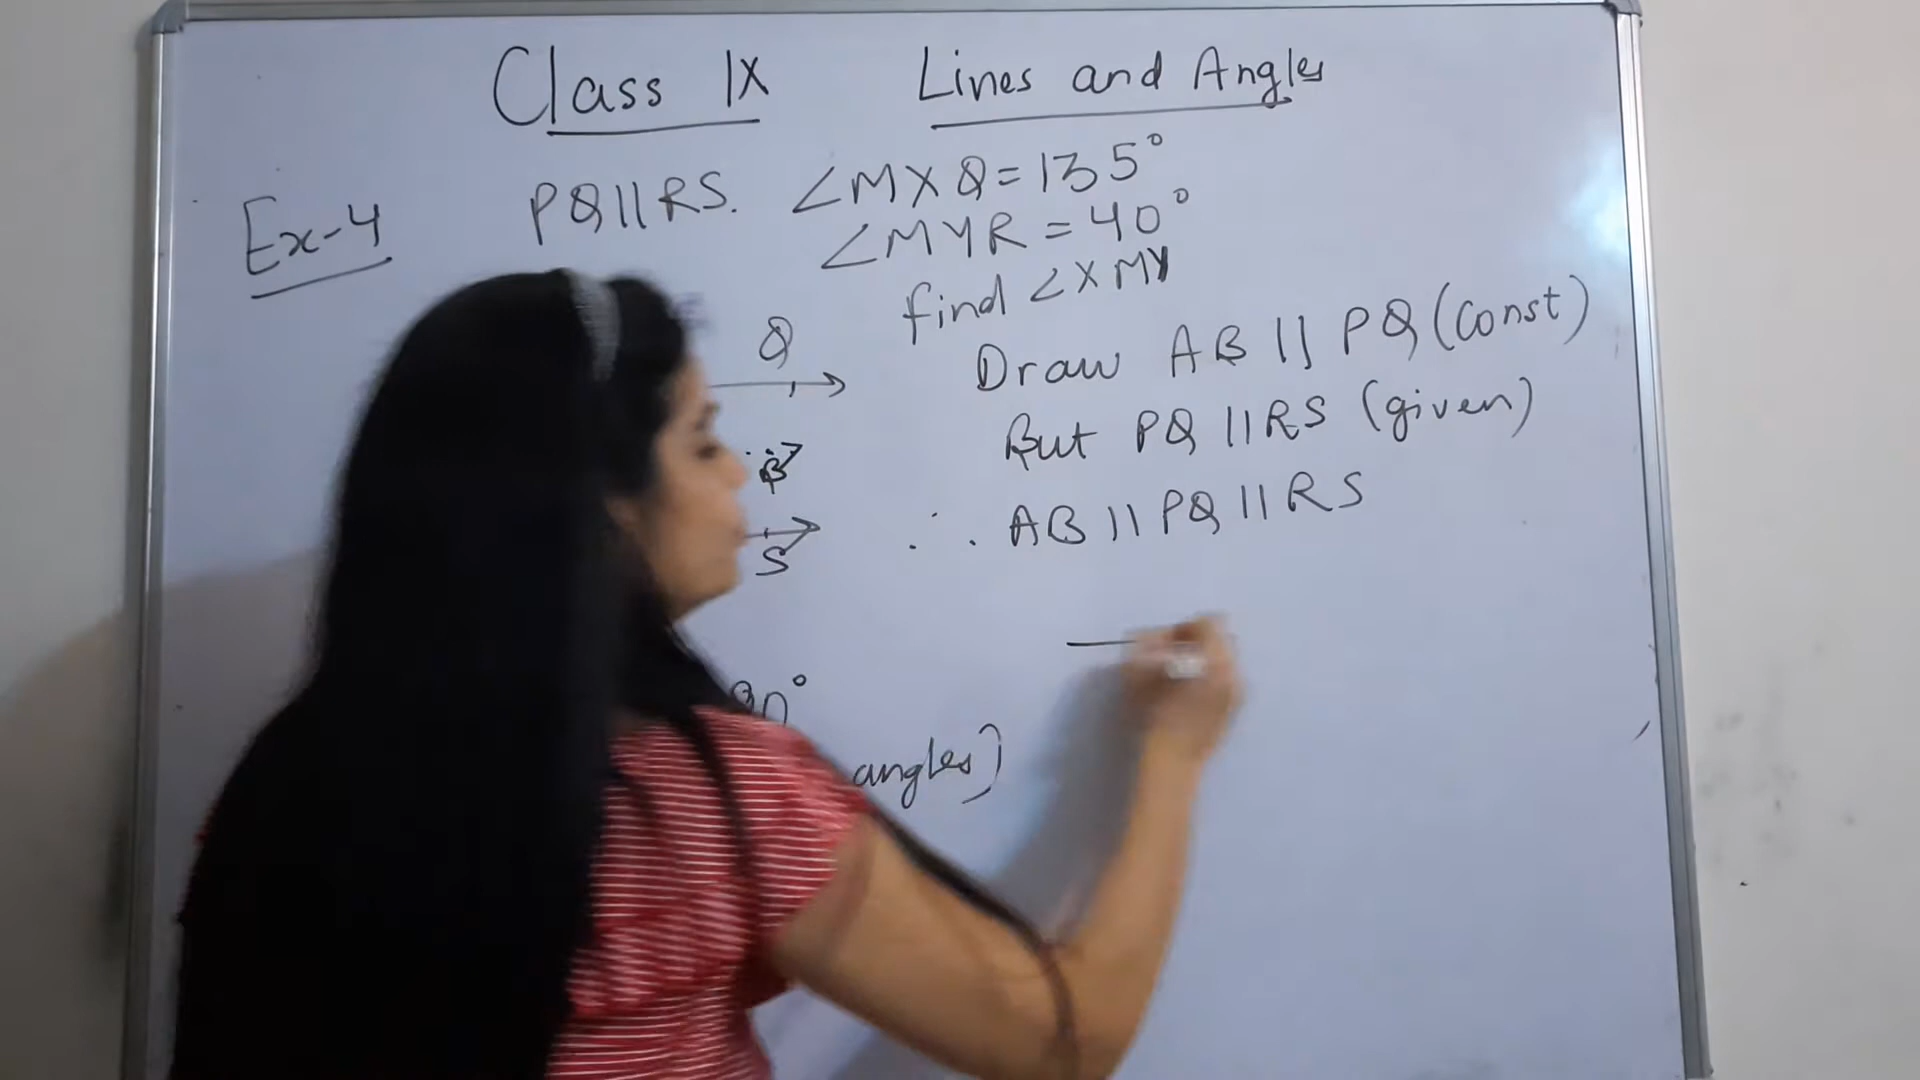 Class IX Lines and Angles
Ex-4
PQ||RS. ∠MXQ=135°
∠MYR=40°
find ∠XMY
Q
Draw AB || PQ (const)
But PQ || RS (given)
B
S
∴ AB || PQ || RS
angles)